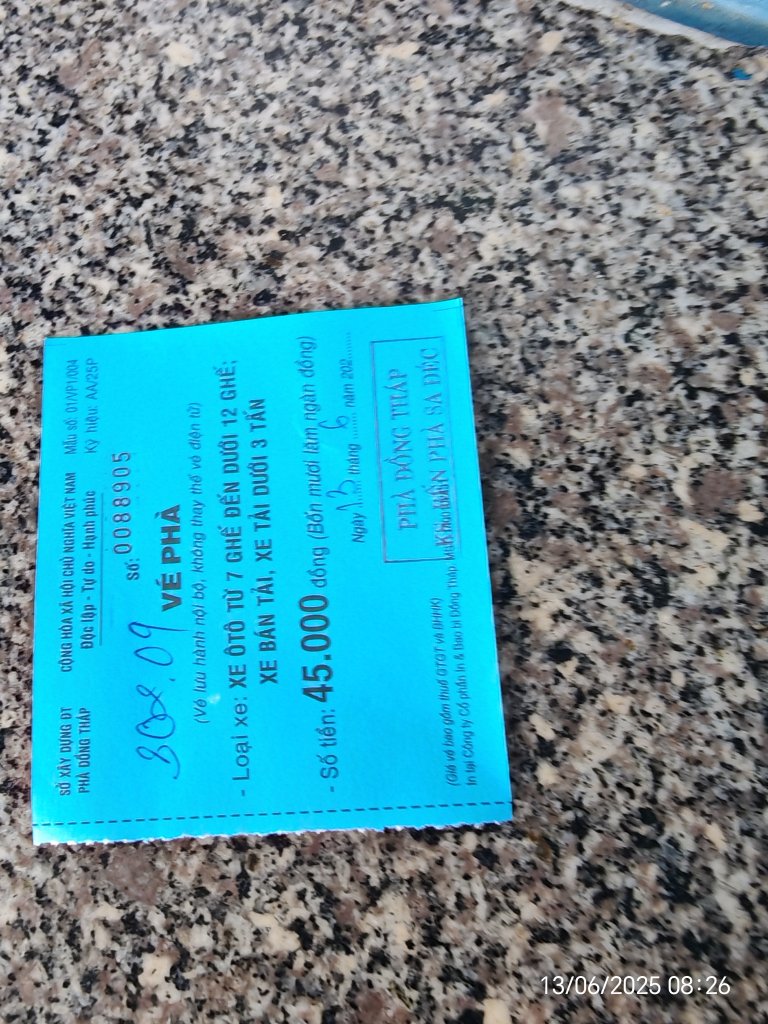 SỞ XÂY DỰNG ĐT
PHÀ ĐỒNG THÁP
CỘNG HÒA XÃ HỘI CHỦ NGHĨA VIỆT NAM
Độc lập - Tự do - Hạnh phúc
Mẫu số: 01/VP1004
Ký hiệu: AA/25P
Số: 0088905
VÉ PHÀ
(Vé lưu hành nội bộ, không thay thế vé điện tử)
- Loại xe: XE ÔTÔ TỪ 7 GHẾ ĐẾN DƯỚI 12 GHẾ;
XE BÁN TẢI, XE TẢI DƯỚI 3 TẤN
- Số tiền: 45.000 đồng (Bốn mươi lăm ngàn đồng)
Ngày 13 tháng 6 năm 202......
PHÀ ĐỒNG THÁP
BẾN PHÀ SA ĐÉC
(Giá vé bao gồm thuế GTGT và BHHK)
In tại Công ty Cổ phần In & Bao bì Đồng Tháp.
13/06/2025 08:26